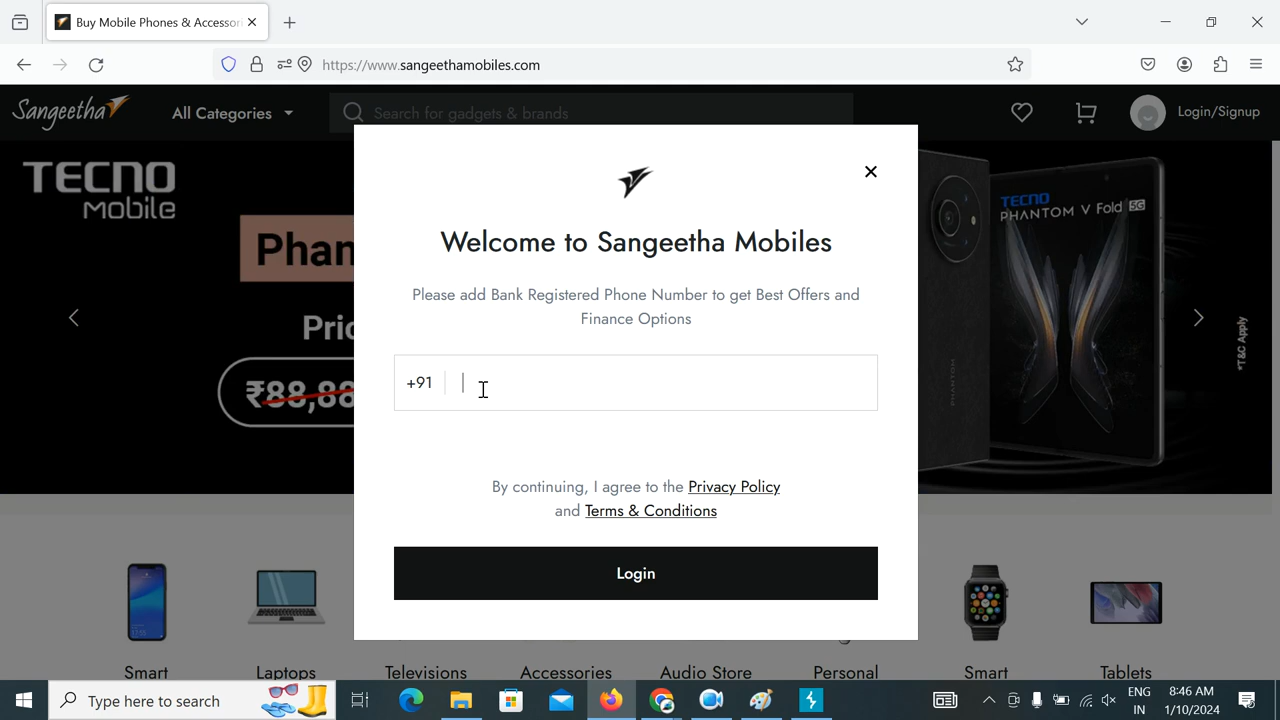 Buy Mobile Phones & Accessor
https://www.sangeethamobiles.com
Sangeetha
All Categories
Search for gadgets & brands
Login/Signup
TECNO
mobile
Phan
Pric
₹88,88
TECNO
PHANTOM V Fold 5G
PHANTOM
*T&C Apply
Welcome to Sangeetha Mobiles
Please add Bank Registered Phone Number to get Best Offers and
Finance Options
+91
By continuing, I agree to the Privacy Policy
and Terms & Conditions
Login
Smart Laptops Televisions Accessories Audio Store Personal Smart Tablets
Type here to search
ENG
IN
8:46 AM
1/10/2024